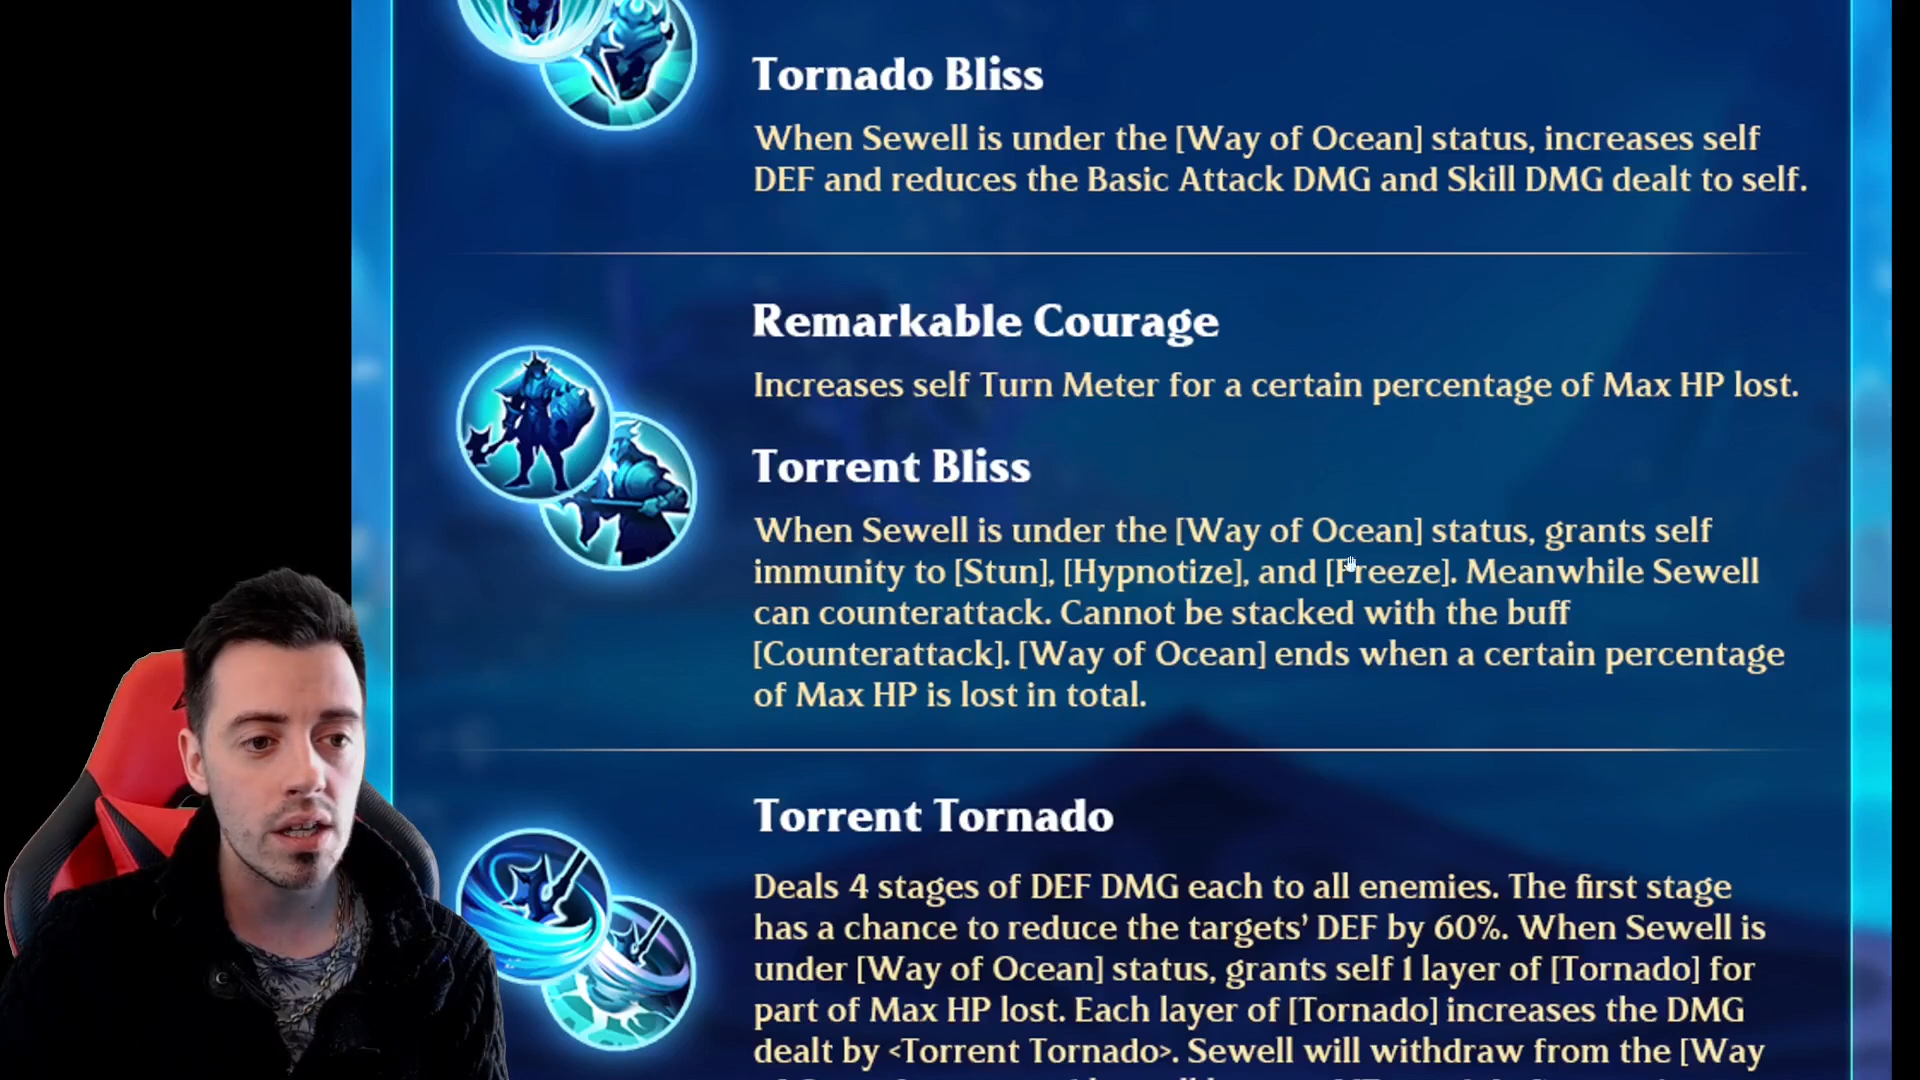 Tornado Bliss
When Sewell is under the [Way of Ocean] status, increases self
DEF and reduces the Basic Attack DMG and Skill DMG dealt to self.
Remarkable Courage
Increases self Turn Meter for a certain percentage of Max HP lost.
Torrent Bliss
When Sewell is under the [Way of Ocean] status, grants self
immunity to [Stun], [Hypnotize], and [Freeze]. Meanwhile Sewell
can counterattack. Cannot be stacked with the buff
[Counterattack]. [Way of Ocean] ends when a certain percentage
of Max HP is lost in total.
Torrent Tornado
Deals 4 stages of DEF DMG each to all enemies. The first stage
has a chance to reduce the targets’ DEF by 60%. When Sewell is
under [Way of Ocean] status, grants self 1 layer of [Tornado] for
part of Max HP lost. Each layer of [Tornado] increases the DMG
dealt by <Torrent Tornado>. Sewell will withdraw from the [Way